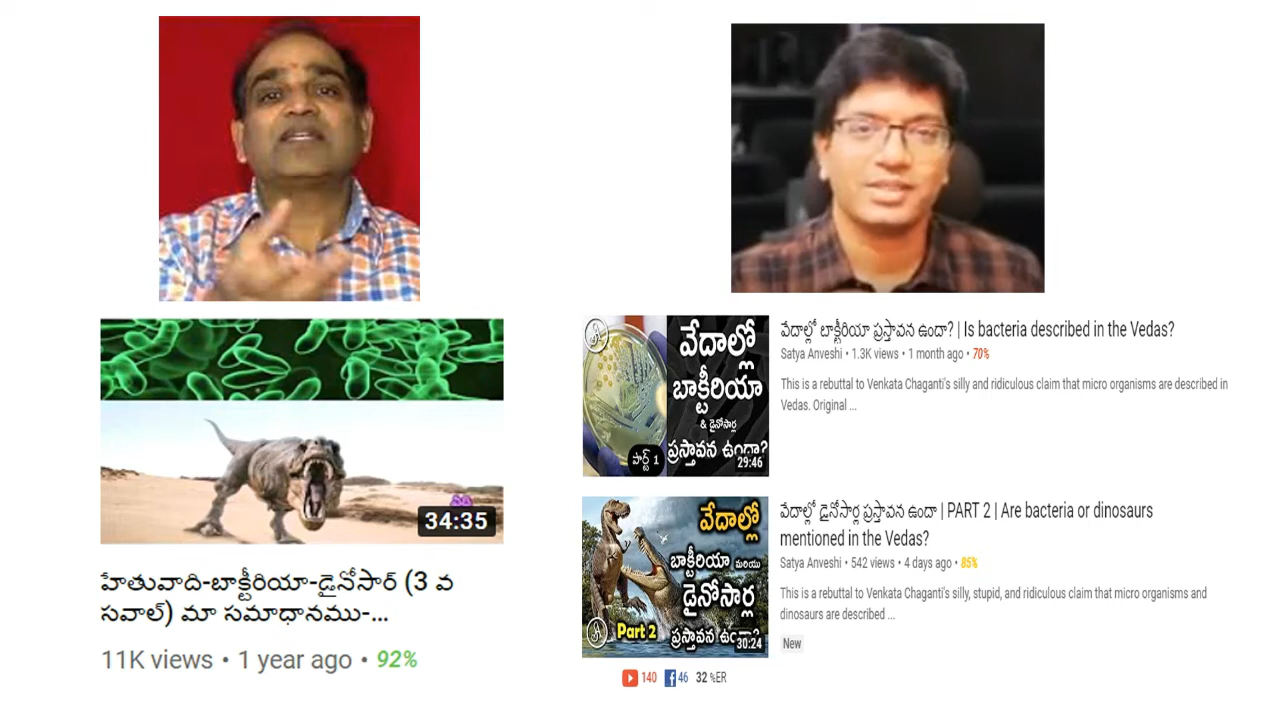 34:35
హేతువాది-బాక్టీరియా-డైనోసార్ (3 వ
సవాల్) మా సమాధానము-...
11K views • 1 year ago • 92%
వేదాల్లో
బాక్టీరియా
& డైనోసార్ల
ప్రస్తావన ఉందా?
పార్ట్ 1
29:46
వేదాల్లో బాక్టీరియా ప్రస్తావన ఉందా? | Is bacteria described in the Vedas?
Satya Anveshi • 1.3K views • 1 month ago • 70%
This is a rebuttal to Venkata Chaganti's silly and ridiculous claim that micro organisms are described in
Vedas. Original ...
వేదాల్లో
బాక్టీరియా మరియు
డైనోసార్ల
ప్రస్తావన
Part 2
30:24
వేదాల్లో డైనోసార్ల ప్రస్తావన ఉందా | PART 2 | Are bacteria or dinosaurs
mentioned in the Vedas?
Satya Anveshi • 542 views • 4 days ago • 85%
This is a rebuttal to Venkata Chaganti's silly, stupid, and ridiculous claim that micro organisms and
dinosaurs are described ...
New
140 46 32 %ER